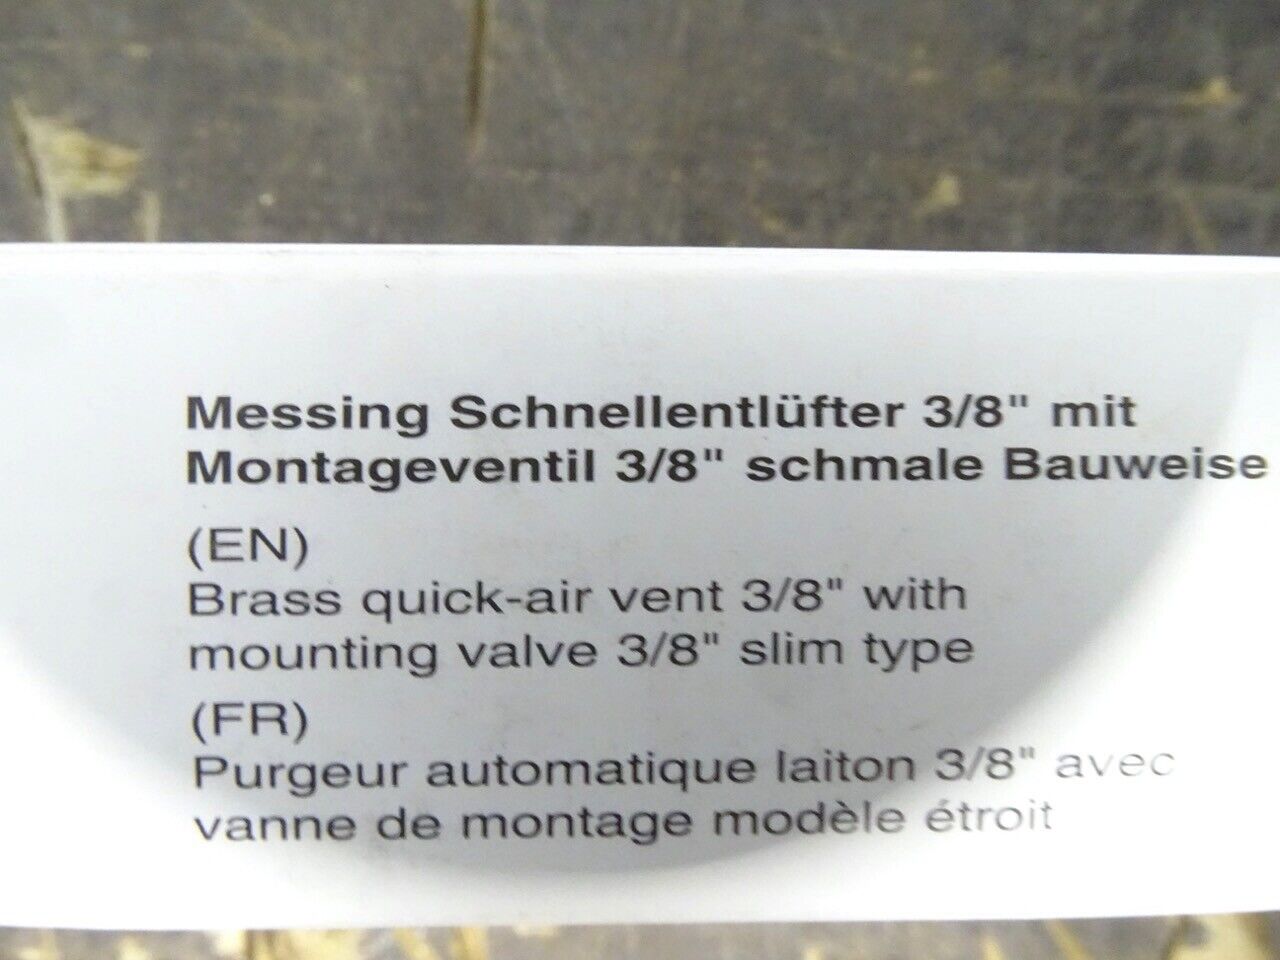 Messing Schnellentlüfter 3/8" mit
Montageventil 3/8" schmale Bauweise
(EN)
Brass quick-air vent 3/8" with
mounting valve 3/8" slim type
(FR)
Purgeur automatique laiton 3/8" avec
vanne de montage modèle étroit